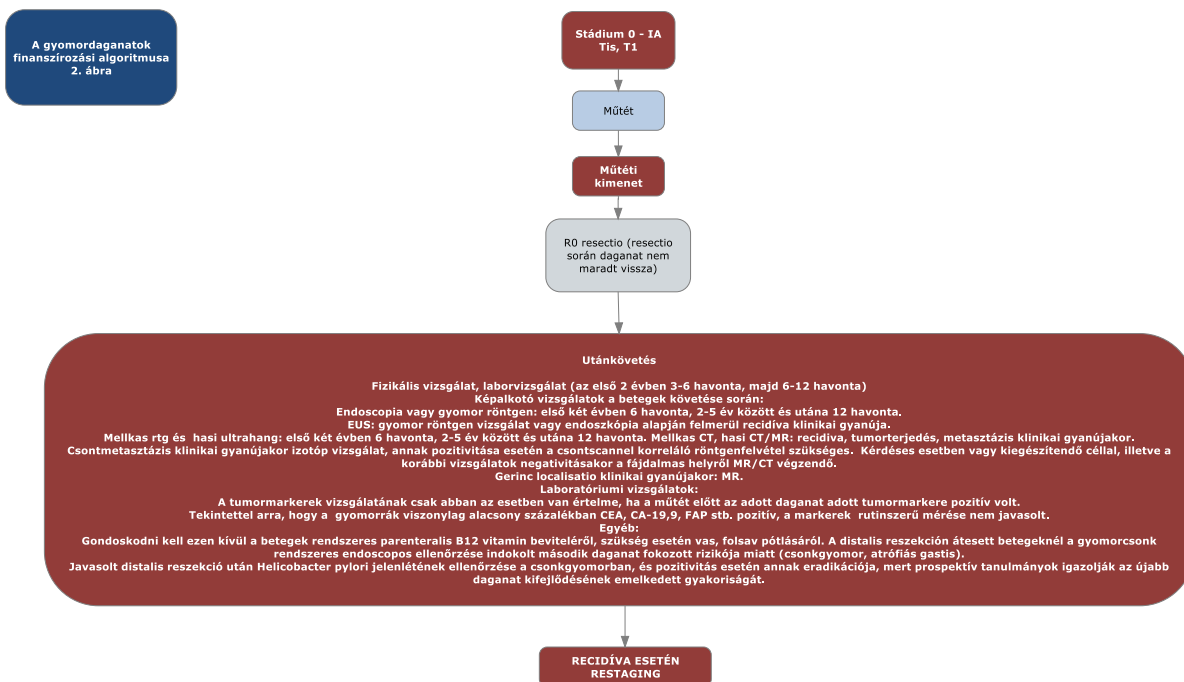 A gyomordaganatok
finanszírozási algoritmusa
2. ábra
Stádium 0 - IA
Tis, T1
Műtét
Műtéti
kimenet
R0 resectio (resectio
során daganat nem
maradt vissza)
Utánkövetés
Fizikális vizsgálat, laborvizsgálat (az első 2 évben 3-6 havonta, majd 6-12 havonta)
Képalkotó vizsgálatok a betegek követése során:
Endoscopia vagy gyomor röntgen: első két évben 6 havonta, 2-5 év között és utána 12 havonta.
EUS: gyomor röntgen vizsgálat vagy endoszkópia alapján felmerül recidíva klinikai gyanúja.
Mellkas rtg és  hasi ultrahang: első két évben 6 havonta, 2-5 év között és utána 12 havonta. Mellkas CT, hasi CT/MR: recidiva, tumorterjedés, metasztázis klinikai gyanújakor.
Csontmetasztázis klinikai gyanújakor izotóp vizsgálat, annak pozitivitása esetén a csontscannel korreláló röntgenfelvétel szükséges.  Kérdéses esetben vagy kiegészítendő céllal, illetve a
korábbi vizsgálatok negativitásakor a fájdalmas helyről MR/CT végzendő.
Gerinc localisatio klinikai gyanújakor: MR.
Laboratóriumi vizsgálatok:
A tumormarkerek vizsgálatának csak abban az esetben van értelme, ha a műtét előtt az adott daganat adott tumormarkere pozitív volt.
Tekintettel arra, hogy a  gyomorrák viszonylag alacsony százalékban CEA, CA-19,9, FAP stb. pozitív, a markerek  rutinszerű mérése nem javasolt.
Egyéb:
Gondoskodni kell ezen kívül a betegek rendszeres parenteralis B12 vitamin beviteléről, szükség esetén vas, folsav pótlásáról. A distalis reszekción átesett betegeknél a gyomorcsonk
rendszeres endoscopos ellenőrzése indokolt második daganat fokozott rizikója miatt (csonkgyomor, atrófiás gastis).
Javasolt distalis reszekció után Helicobacter pylori jelenlétének ellenőrzése a csonkgyomorban, és pozitivitás esetén annak eradikációja, mert prospektív tanulmányok igazolják az újabb
daganat kifejlődésének emelkedett gyakoriságát.
RECIDÍVA ESETÉN
RESTAGING